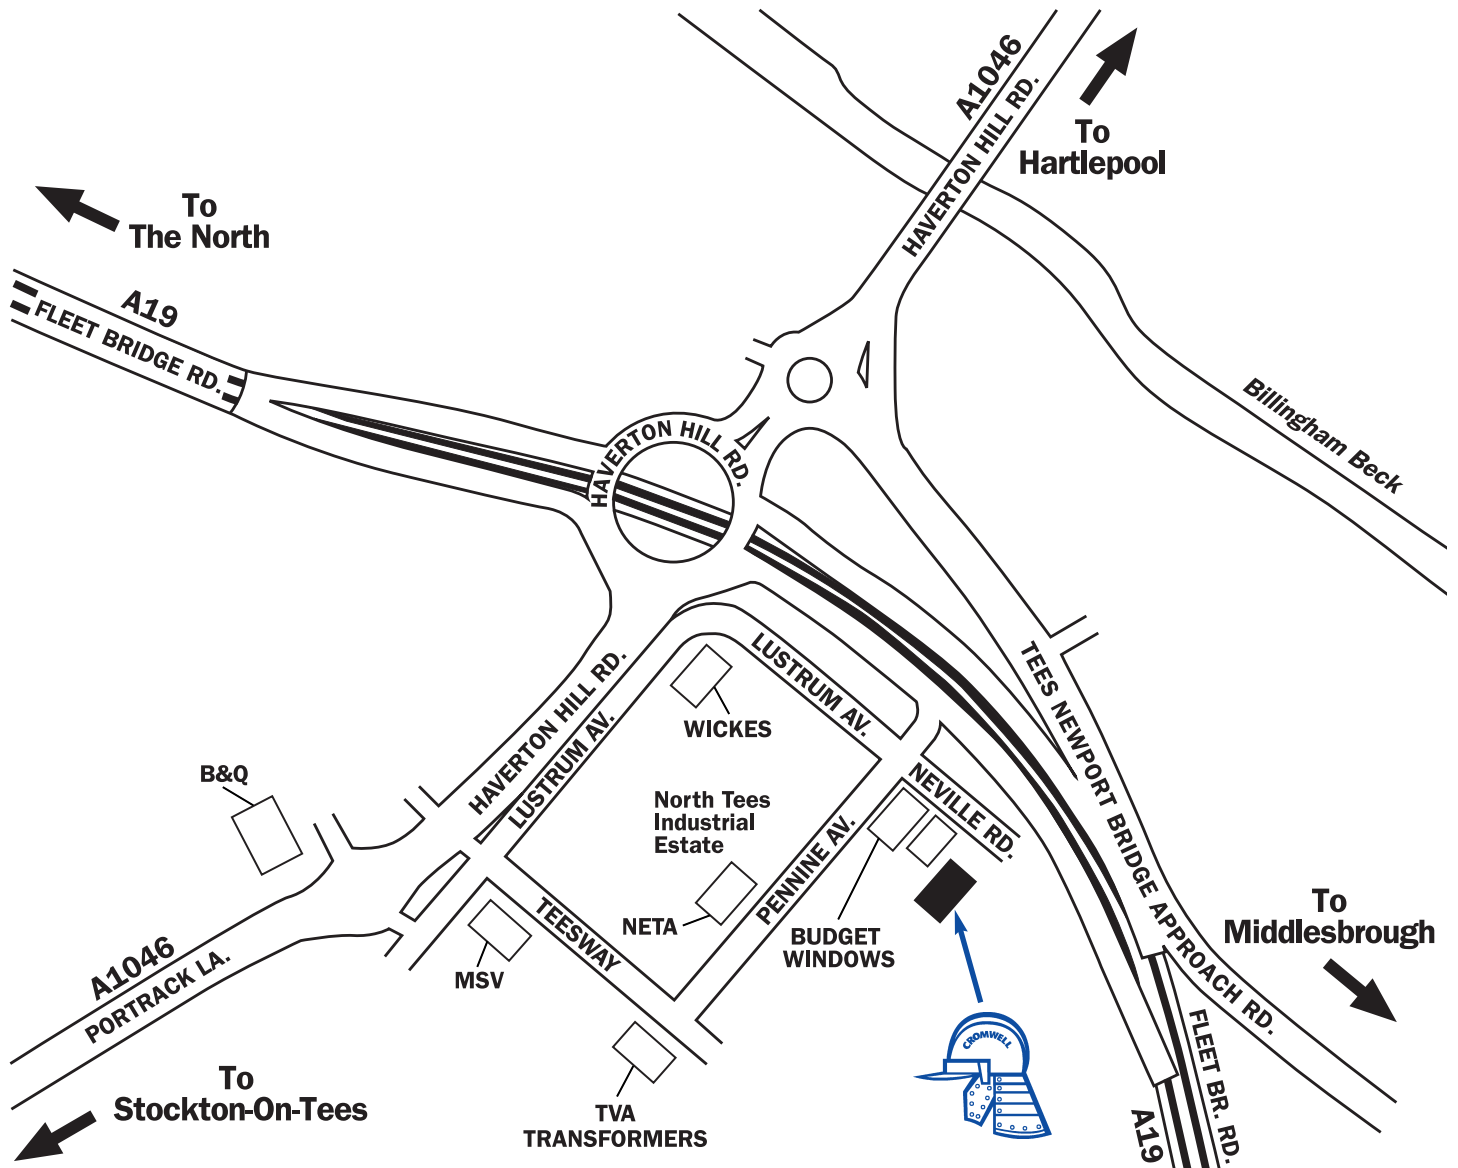 A1046
HAVERTON HILL RD.
To
Hartlepool
To
The North
A19
FLEET BRIDGE RD.
HAVERTON HILL RD.
Billingham Beck
LUSTRUM AV.
WICKES
HAVERTON HILL RD.
LUSTRUM AV.
TEES NEWPORT BRIDGE APPROACH RD.
B&Q
North Tees
Industrial
Estate
NEVILLE RD.
PENNINE AV.
NETA
BUDGET
WINDOWS
TEESWAY
MSV
To
Middlesbrough
A1046
PORTRACK LA.
CROMWELL
FLEET BR. RD.
A19
To
Stockton-On-Tees
TVA
TRANSFORMERS